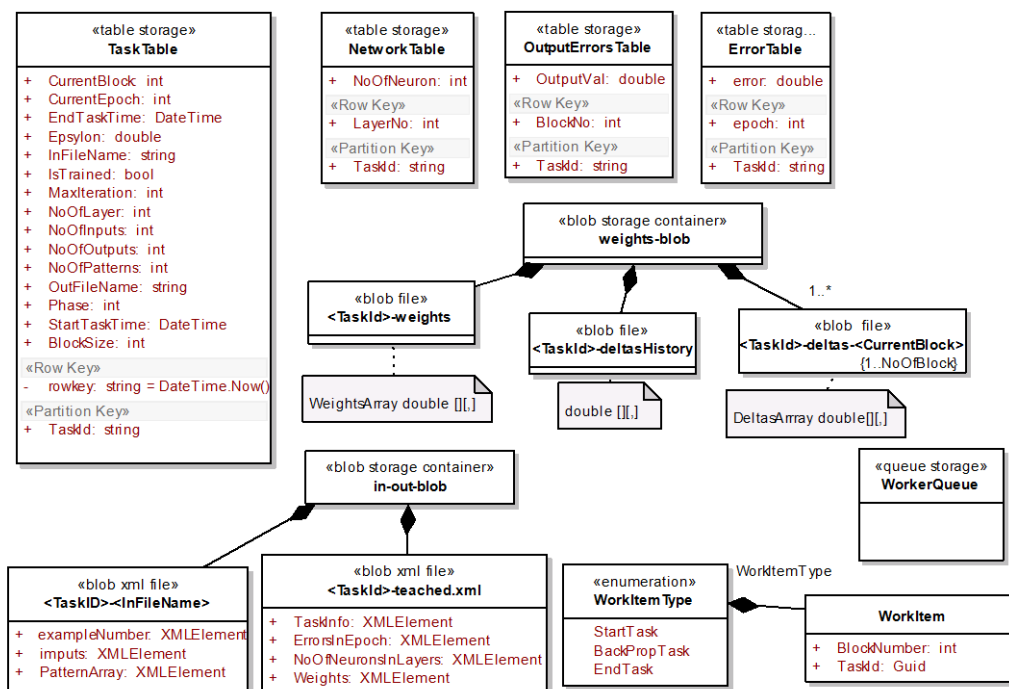 «table storage»
TaskTable
+ CurrentBlock: int
+ CurrentEpoch: int
+ EndTaskTime: DateTime
+ Epsylon: double
+ InFileName: string
+ IsTrained: bool
+ MaxIteration: int
+ NoOfLayer: int
+ NoOfInputs: int
+ NoOfOutputs: int
+ NoOfPatterns: int
+ OutFileName: string
+ Phase: int
+ StartTaskTime: DateTime
+ BlockSize: int
«Row Key»
- rowkey: string = DateTime.Now()
«Partition Key»
+ TaskId: string
«table storage»
NetworkTable
+ NoOfNeuron: int
«Row Key»
+ LayerNo: int
«Partition Key»
+ TaskId: string
«table storage»
OutputErrorsTable
+ OutputVal: double
«Row Key»
+ BlockNo: int
«Partition Key»
+ TaskId: string
«table storag...
ErrorTable
+ error: double
«Row Key»
+ epoch: int
«Partition Key»
+ TaskId: string
«blob storage container»
weights-blob
1..*
«blob file»
<TaskId>-weights
WeightsArray double [][,]
«blob file»
<TaskId>-deltasHistory
double [][,]
«blob file»
<TaskId>-deltas-<CurrentBlock>
{1..NoOfBlock}
DeltasArray double[][,]
«blob storage container»
in-out-blob
«queue storage»
WorkerQueue
«blob xml file»
<TaskID>-<InFileName>
+ exampleNumber: XMLElement
+ imputs: XMLElement
+ PatternArray: XMLElement
«blob xml file»
<TaskId>-teached.xml
+ TaskInfo: XMLElement
+ ErrorsInEpoch: XMLElement
+ NoOfNeuronsInLayers: XMLElement
+ Weights: XMLElement
«enumeration»
WorkItemType
StartTask
BackPropTask
EndTask
WorkItemType
WorkItem
+ BlockNumber: int
+ TaskId: Guid